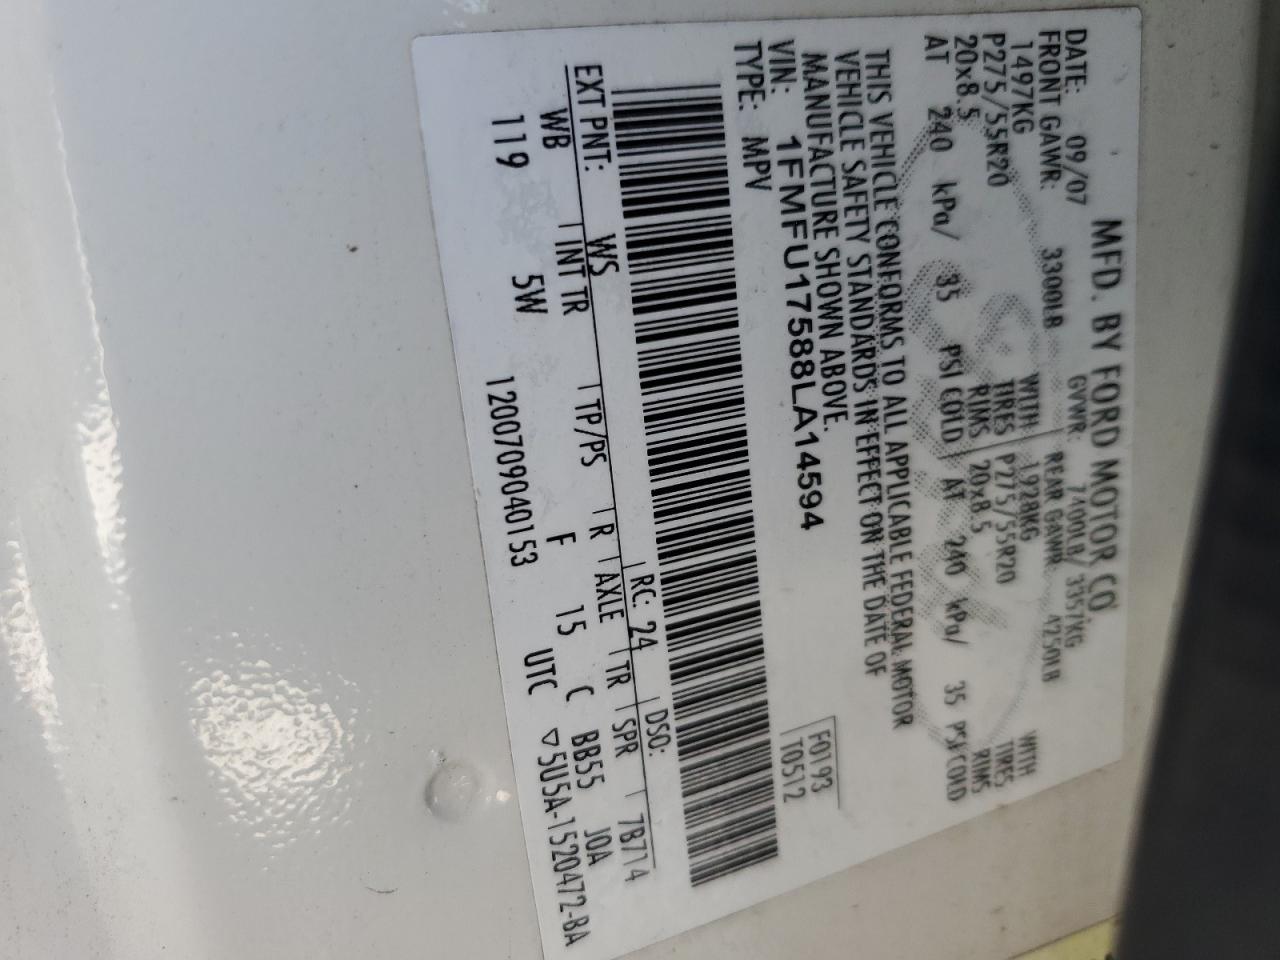 MFD. BY FORD MOTOR CO.
DATE: 09/07 GVWR: 7400LB/ 3357KG
FRONT GAWR: 3300LB REAR GAWR: 4250LB
1497KG WITH 1928KG WITH
P275/55R20 TIRES P275/55R20 TIRES
20x8.5 RIMS 20x8.5 RIMS
AT 240 kPa/ 35 PSI COLD AT 240 kPa/ 35 PSI COLD
THIS VEHICLE CONFORMS TO ALL APPLICABLE FEDERAL MOTOR
VEHICLE SAFETY STANDARDS IN EFFECT ON THE DATE OF
MANUFACTURE SHOWN ABOVE.
VIN: 1FMFU17588LA14594
TYPE: MPV
F0193
T0512
EXT PNT: WS RC: 24 DSO:
WB INT TR TP/PS R AXLE TR SPR 7B714
119 5W F 15 C BB55 JOA
1200709040153 UTC ▽5U5A-1520472-BA